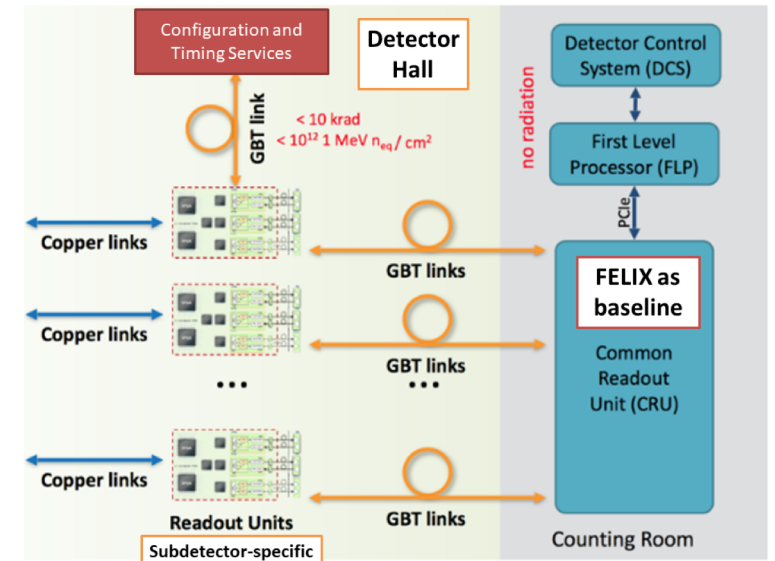 Configuration and
Timing Services
Detector
Hall
Detector Control
System (DCS)
GBT link
< 10 krad
< 10¹² 1 MeV nₑq / cm²
no radiation
First Level
Processor (FLP)
PCIe
Copper links
GBT links
FELIX as
baseline
Copper links
GBT links
Common
Readout
Unit (CRU)
...
...
Copper links
GBT links
Readout Units
Subdetector-specific
Counting Room